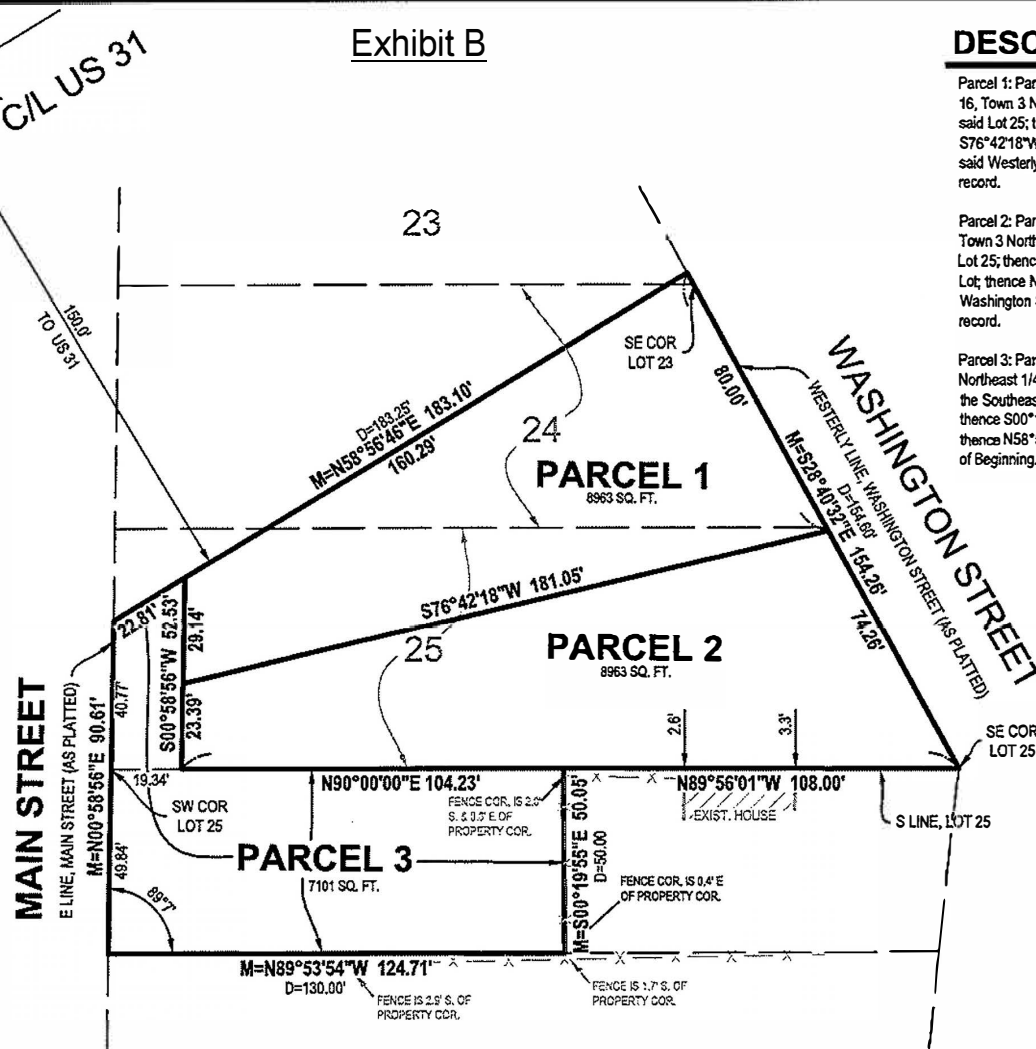 Exhibit B
C/L US 31
150.0'
TO US 31
23
SE COR
LOT 23
80.00'
D=183.25'
M=N58°56'46"E 183.10'
160.29'
24
PARCEL 1
8963 SQ. FT.
WASHINGTON STREET
WESTERLY LINE, WASHINGTON STREET (AS PLATTED)
M=S28°40'32"E 154.26'
D=154.60'
74.26'
S76°42'18"W 181.05'
25
PARCEL 2
8963 SQ. FT.
22.81'
29.14'
S00°58'56"W 52.53'
23.39'
40.77'
MAIN STREET
E LINE, MAIN STREET (AS PLATTED)
M=N00°58'56"E 90.61'
19.34'
SW COR
LOT 25
49.84'
89°7'
N90°00'00"E 104.23'
2.6'
3.3'
N89°56'01"W 108.00'
EXIST. HOUSE
SE COR
LOT 25
S LINE, LOT 25
FENCE COR. IS 2.0'
S. & 0.5' E. OF
PROPERTY COR.
PARCEL 3
7101 SQ. FT.
M=S00°19'55"E 50.05'
D=50.00
FENCE COR. IS 0.4' E
OF PROPERTY COR.
M=N89°53'54"W 124.71'
D=130.00'
FENCE IS 2.9' S. OF
PROPERTY COR.
FENCE IS 1.7' S. OF
PROPERTY COR.
DESC
Parcel 1: Par
16, Town 3 N
said Lot 25; t
S76°42'18"W
said Westerly
record.
Parcel 2: Par
Town 3 North
Lot 25; thenc
Lot; thence N
Washington
record.
Parcel 3: Par
Northeast 1/4
the Southeas
thence S00°
thence N58°
of Beginning.